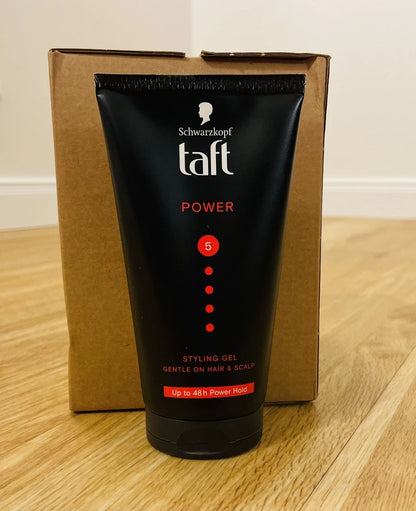 Schwarzkopf
taft
POWER
5
STYLING GEL
GENTLE ON HAIR & SCALP
Up to 48h Power Hold